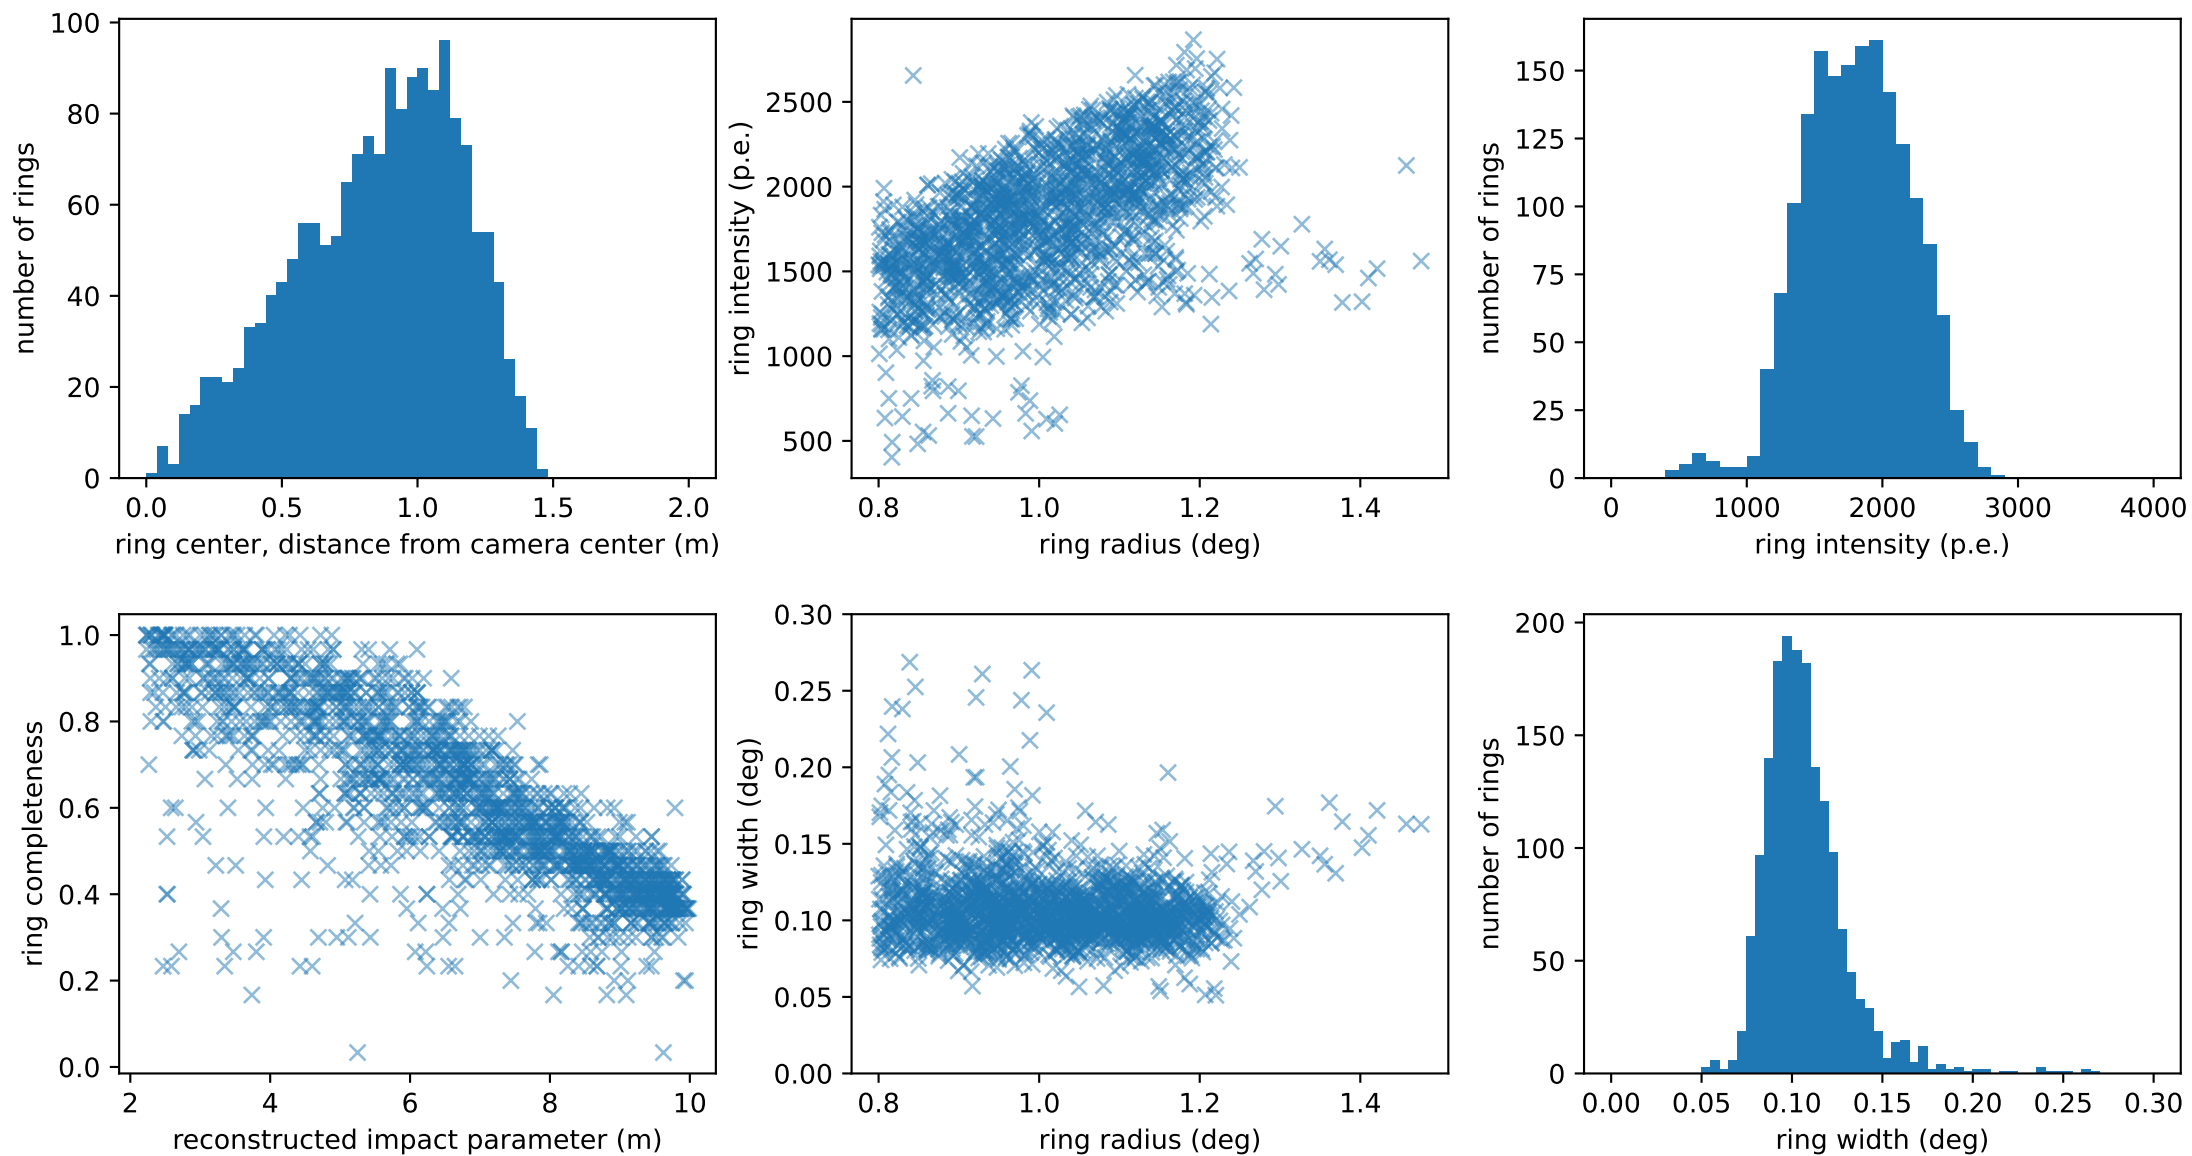 100
80
60
40
20
0
number of rings
0.0 0.5 1.0 1.5 2.0
ring center, distance from camera center (m)
2500
2000
1500
1000
500
ring intensity (p.e.)
0.8 1.0 1.2 1.4
ring radius (deg)
150
125
100
75
50
25
0
number of rings
0 1000 2000 3000 4000
ring intensity (p.e.)
1.0
0.8
0.6
0.4
0.2
0.0
ring completeness
2 4 6 8 10
reconstructed impact parameter (m)
0.30
0.25
0.20
0.15
0.10
0.05
0.00
ring width (deg)
0.8 1.0 1.2 1.4
ring radius (deg)
200
150
100
50
0
number of rings
0.00 0.05 0.10 0.15 0.20 0.25 0.30
ring width (deg)